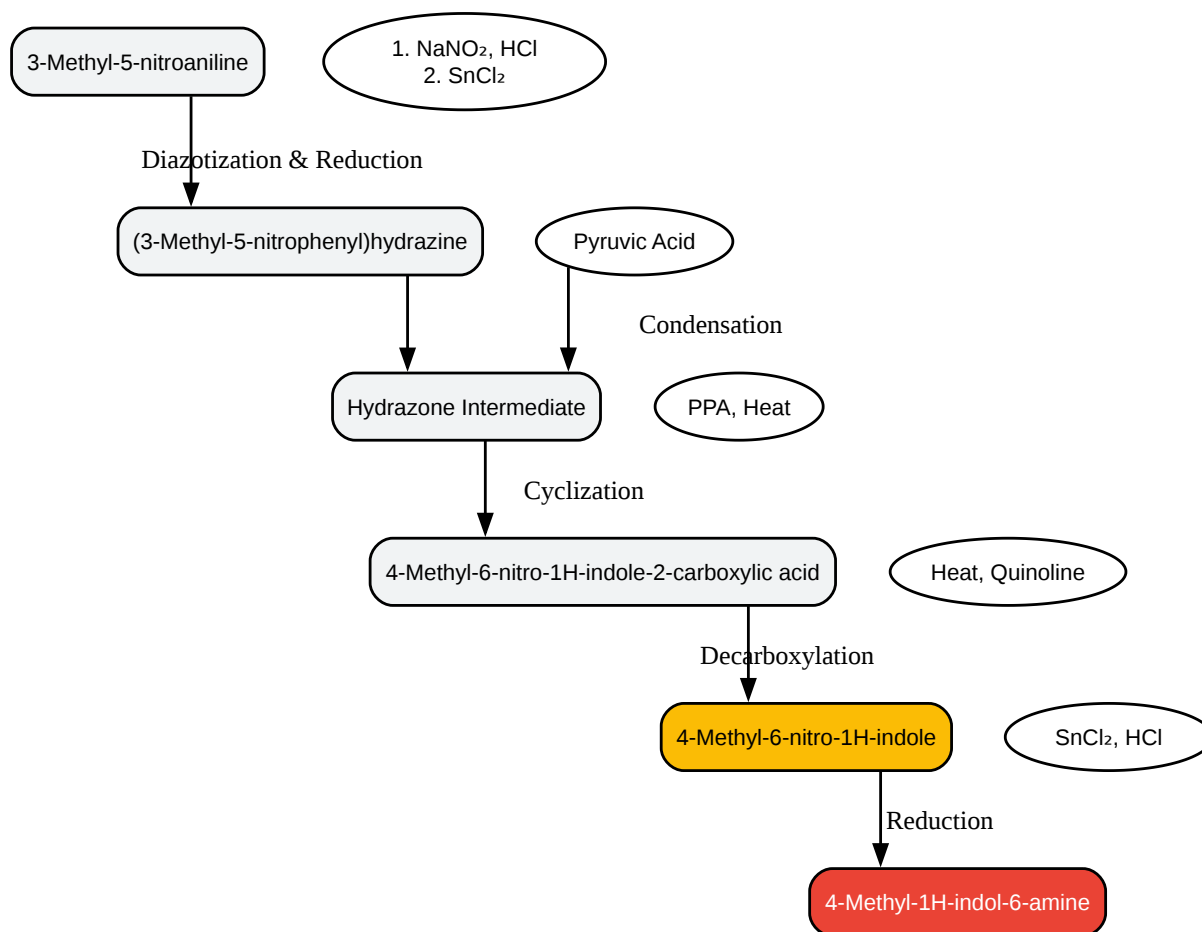 3-Methyl-5-nitroaniline
1. NaNO₂, HCl
2. SnCl₂
Diazotization & Reduction
(3-Methyl-5-nitrophenyl)hydrazine
Pyruvic Acid
Condensation
Hydrazone Intermediate
PPA, Heat
Cyclization
4-Methyl-6-nitro-1H-indole-2-carboxylic acid
Heat, Quinoline
Decarboxylation
4-Methyl-6-nitro-1H-indole
SnCl₂, HCl
Reduction
4-Methyl-1H-indol-6-amine